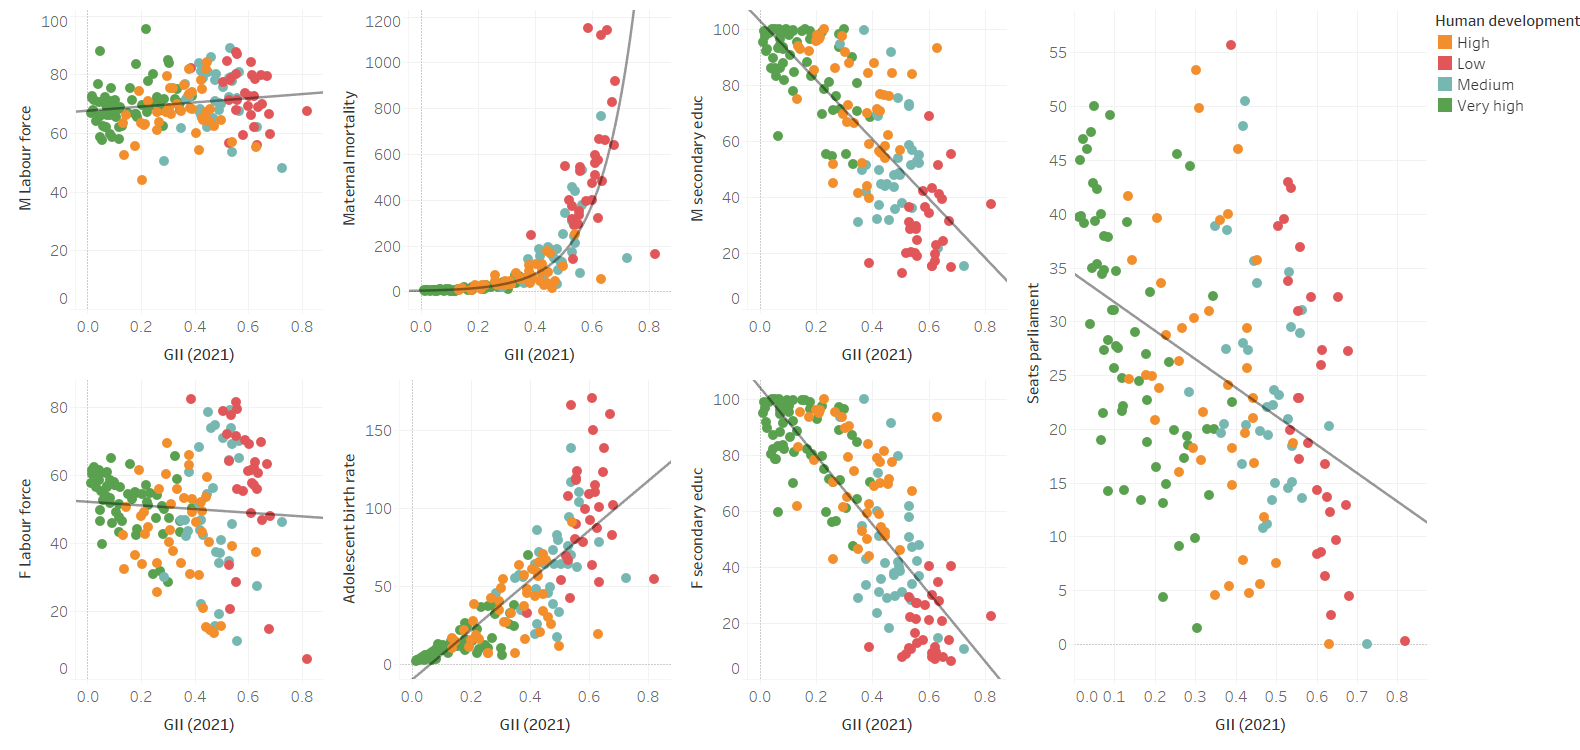 M Labour force
100
80
60
40
20
0
0.0 0.2 0.4 0.6 0.8
GII (2021)
Maternal mortality
1200
1000
800
600
400
200
0
0.0 0.2 0.4 0.6 0.8
GII (2021)
M secondary educ
100
80
60
40
20
0
0.0 0.2 0.4 0.6 0.8
GII (2021)
F Labour force
80
60
40
20
0
0.0 0.2 0.4 0.6 0.8
GII (2021)
Adolescent birth rate
150
100
50
0
0.0 0.2 0.4 0.6 0.8
GII (2021)
F secondary educ
100
80
60
40
20
0
0.0 0.2 0.4 0.6 0.8
GII (2021)
Seats parliament
55
50
45
40
35
30
25
20
15
10
5
0
0.0 0.1 0.2 0.3 0.4 0.5 0.6 0.7 0.8
GII (2021)
Human development
High
Low
Medium
Very high